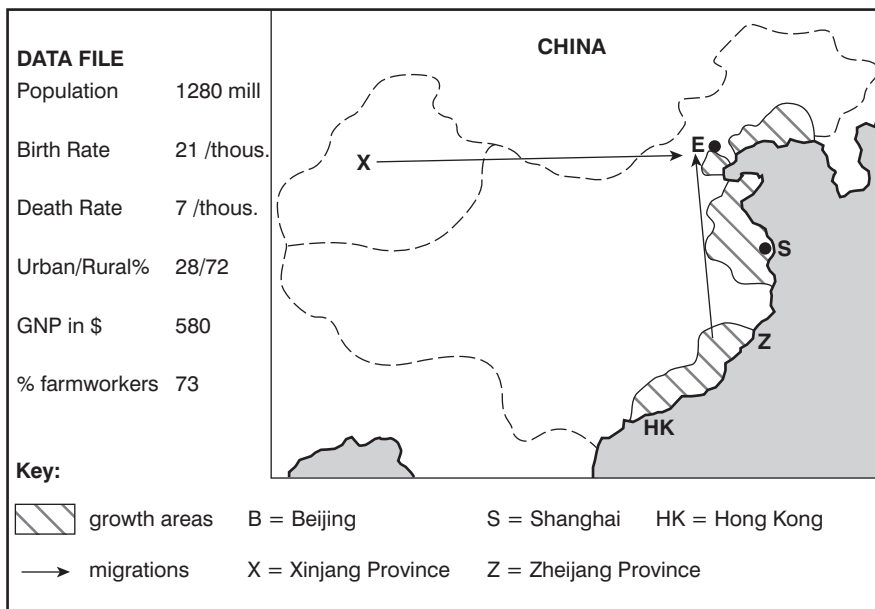 DATA FILE
Population 1280 mill
Birth Rate 21 /thous.
Death Rate 7 /thous.
Urban/Rural% 28/72
GNP in $ 580
% farmworkers 73
CHINA
X
E
S
Z
HK
Key:
growth areas B = Beijing S = Shanghai HK = Hong Kong
migrations X = Xinjang Province Z = Zheijang Province